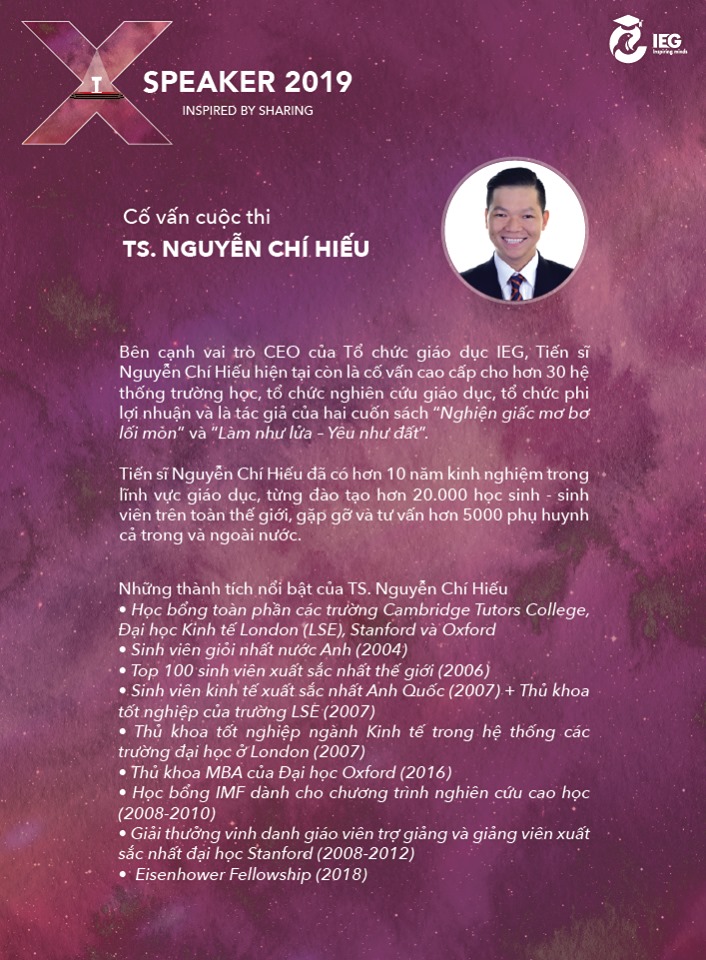 X
I
SPEAKER 2019
INSPIRED BY SHARING
IEG
Inspiring minds
Cố vấn cuộc thi
TS. NGUYỄN CHÍ HIẾU
Bên cạnh vai trò CEO của Tổ chức giáo dục IEG, Tiến sĩ
Nguyễn Chí Hiếu hiện tại còn là cố vấn cao cấp cho hơn 30 hệ
thống trường học, tổ chức nghiên cứu giáo dục, tổ chức phi
lợi nhuận và là tác giả của hai cuốn sách “Nghiện giấc mơ bơ
lối mòn” và “Làm như lửa – Yêu như đất”.
Tiến sĩ Nguyễn Chí Hiếu đã có hơn 10 năm kinh nghiệm trong
lĩnh vực giáo dục, từng đào tạo hơn 20.000 học sinh - sinh
viên trên toàn thế giới, gặp gỡ và tư vấn hơn 5000 phụ huynh
cả trong và ngoài nước.
Những thành tích nổi bật của TS. Nguyễn Chí Hiếu
• Học bổng toàn phần các trường Cambridge Tutors College,
Đại học Kinh tế London (LSE), Stanford và Oxford
• Sinh viên giỏi nhất nước Anh (2004)
• Top 100 sinh viên xuất sắc nhất thế giới (2006)
• Sinh viên kinh tế xuất sắc nhất Anh Quốc (2007) + Thủ khoa
tốt nghiệp của trường LSE (2007)
• Thủ khoa tốt nghiệp ngành Kinh tế trong hệ thống các
trường đại học ở London (2007)
• Thủ khoa MBA của Đại học Oxford (2016)
• Học bổng IMF dành cho chương trình nghiên cứu cao học
(2008-2010)
• Giải thưởng vinh danh giáo viên trợ giảng và giảng viên xuất
sắc nhất đại học Stanford (2008-2012)
• Eisenhower Fellowship (2018)